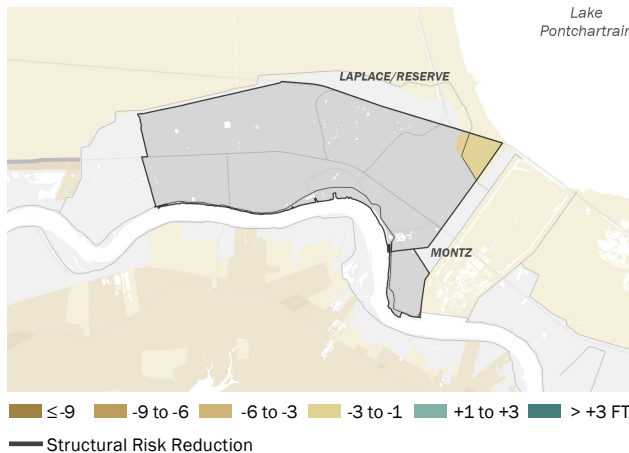 Lake
Pontchartrain
LAPLACE/RESERVE
MONTZ
≤-9 -9 to -6 -6 to -3 -3 to -1 +1 to +3 > +3 FT
Structural Risk Reduction